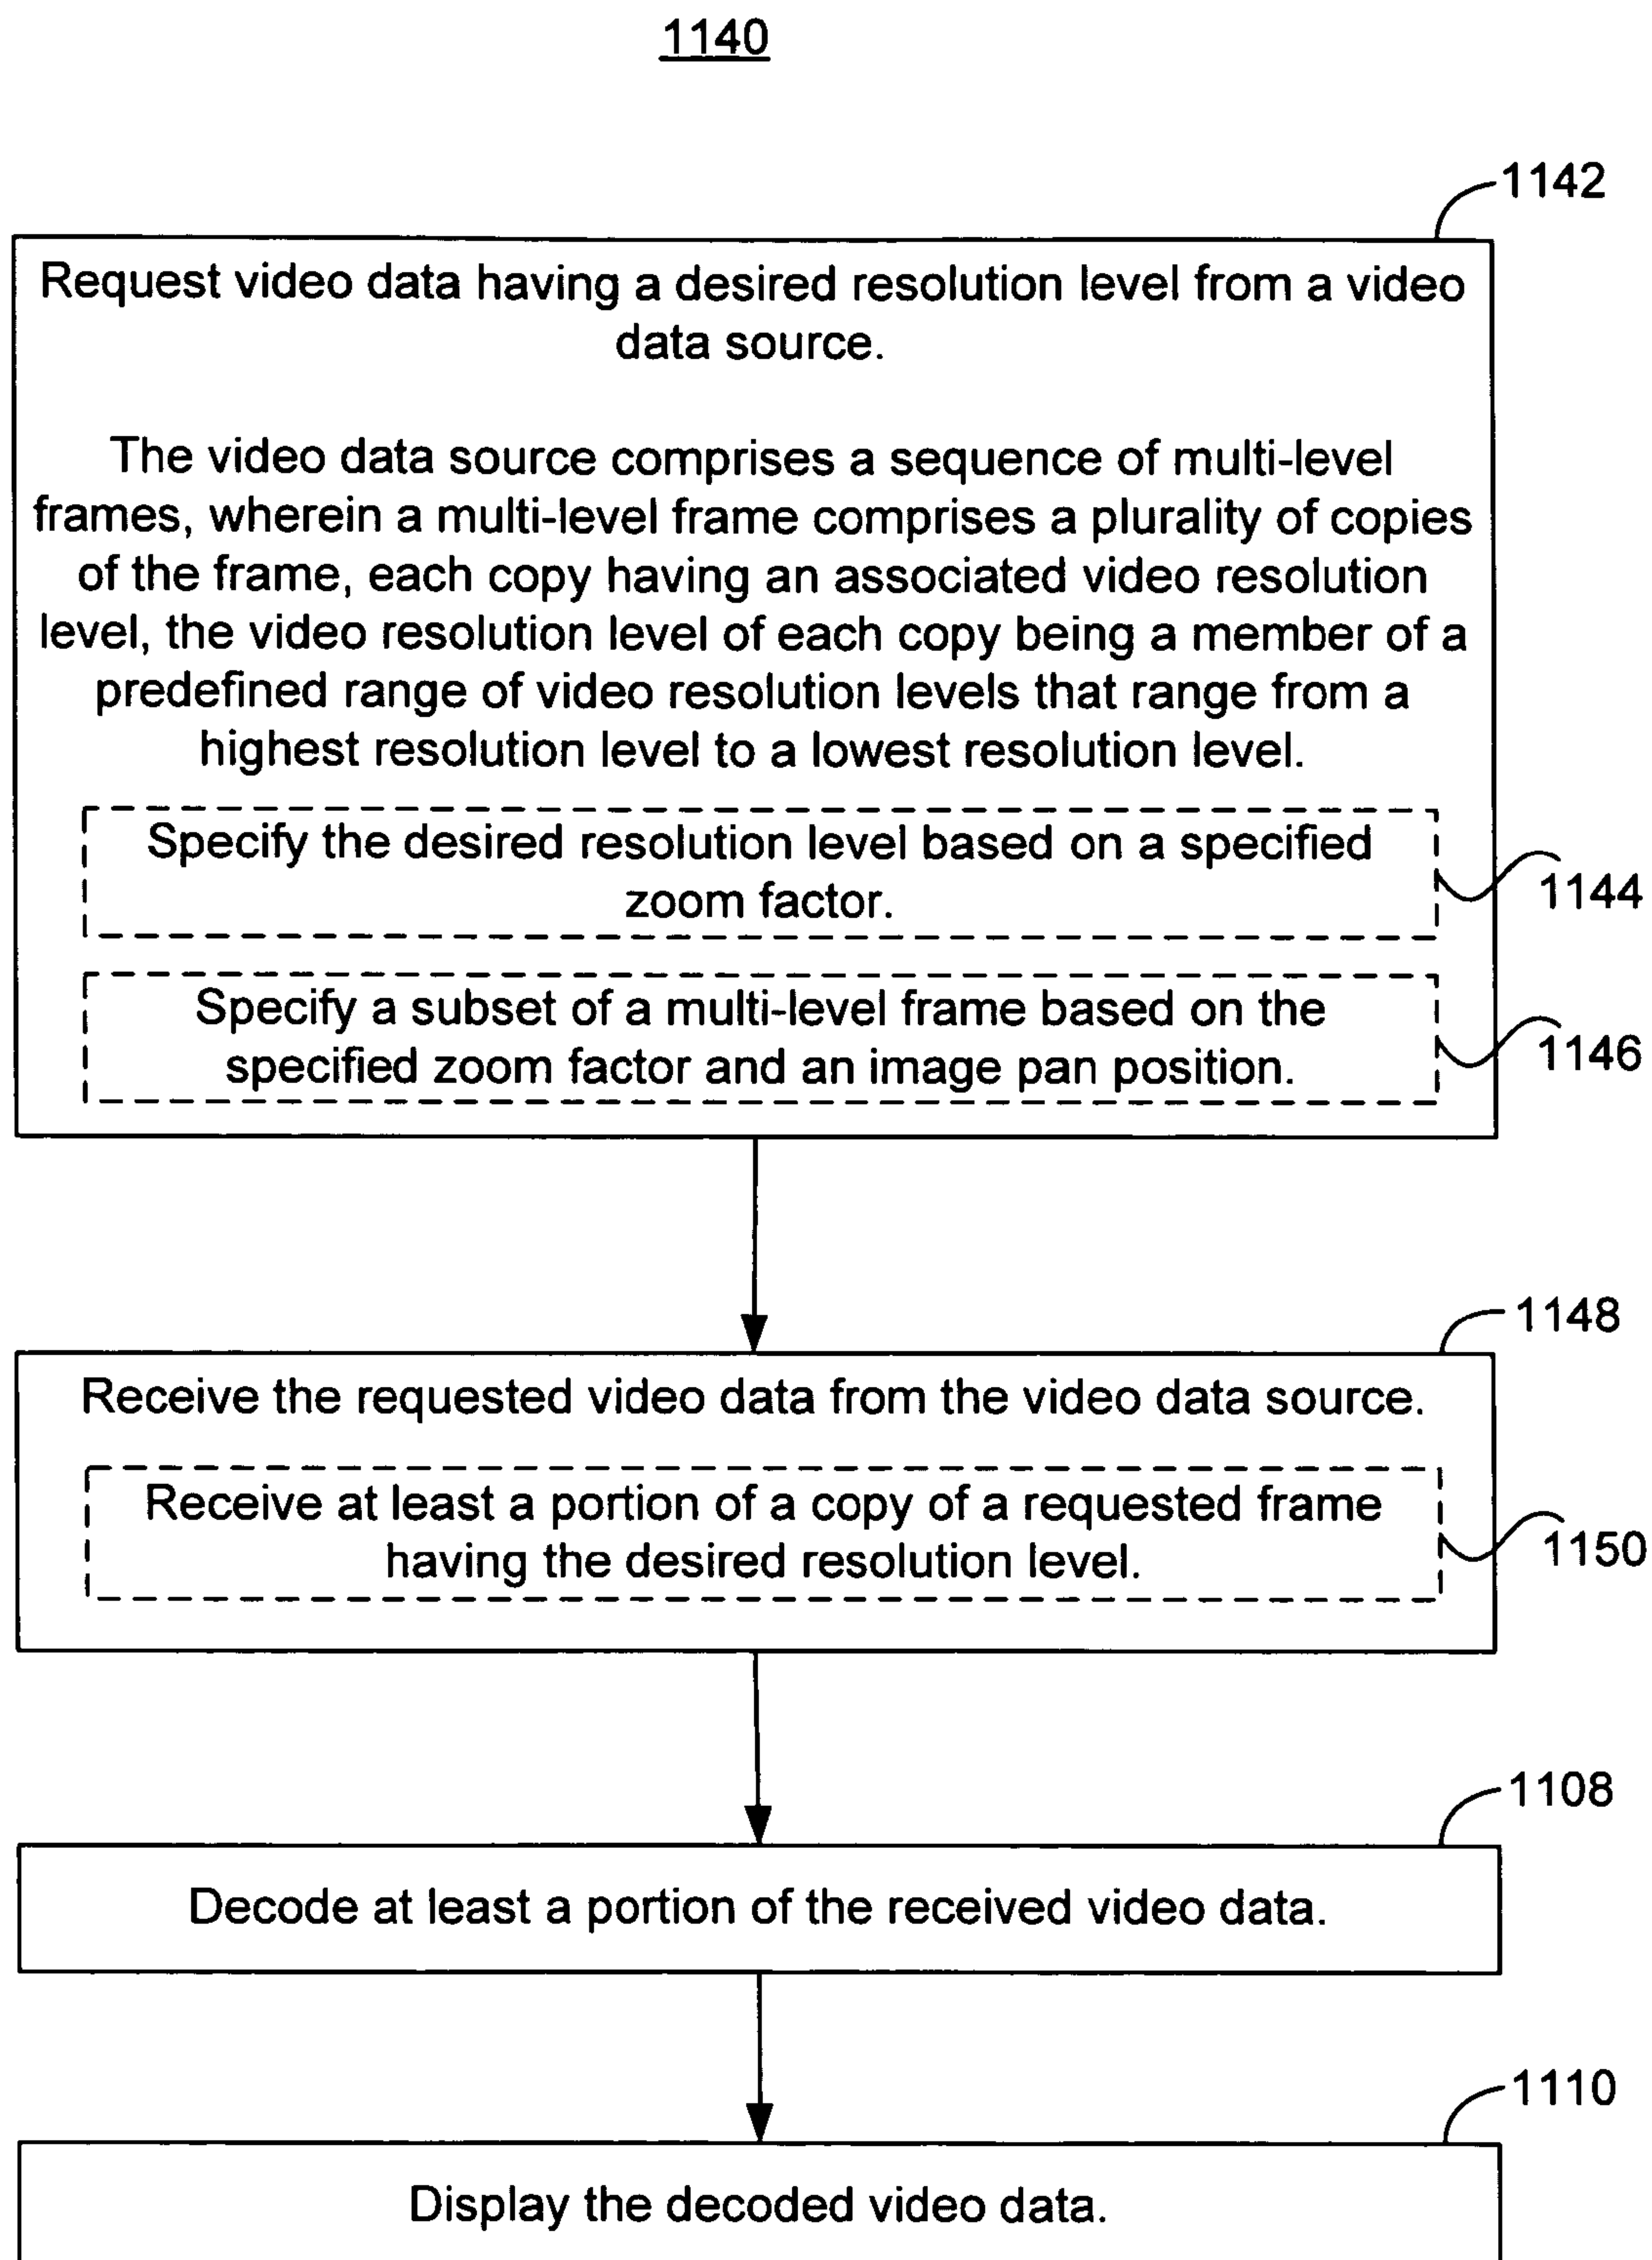 1140
1142
Request video data having a desired resolution level from a video
data source.
The video data source comprises a sequence of multi-level
frames, wherein a multi-level frame comprises a plurality of copies
of the frame, each copy having an associated video resolution
level, the video resolution level of each copy being a member of a
predefined range of video resolution levels that range from a
highest resolution level to a lowest resolution level.
Specify the desired resolution level based on a specified
zoom factor.
1144
Specify a subset of a multi-level frame based on the
specified zoom factor and an image pan position.
1146
1148
Receive the requested video data from the video data source.
Receive at least a portion of a copy of a requested frame
having the desired resolution level.
1150
1108
Decode at least a portion of the received video data.
1110
Display the decoded video data.